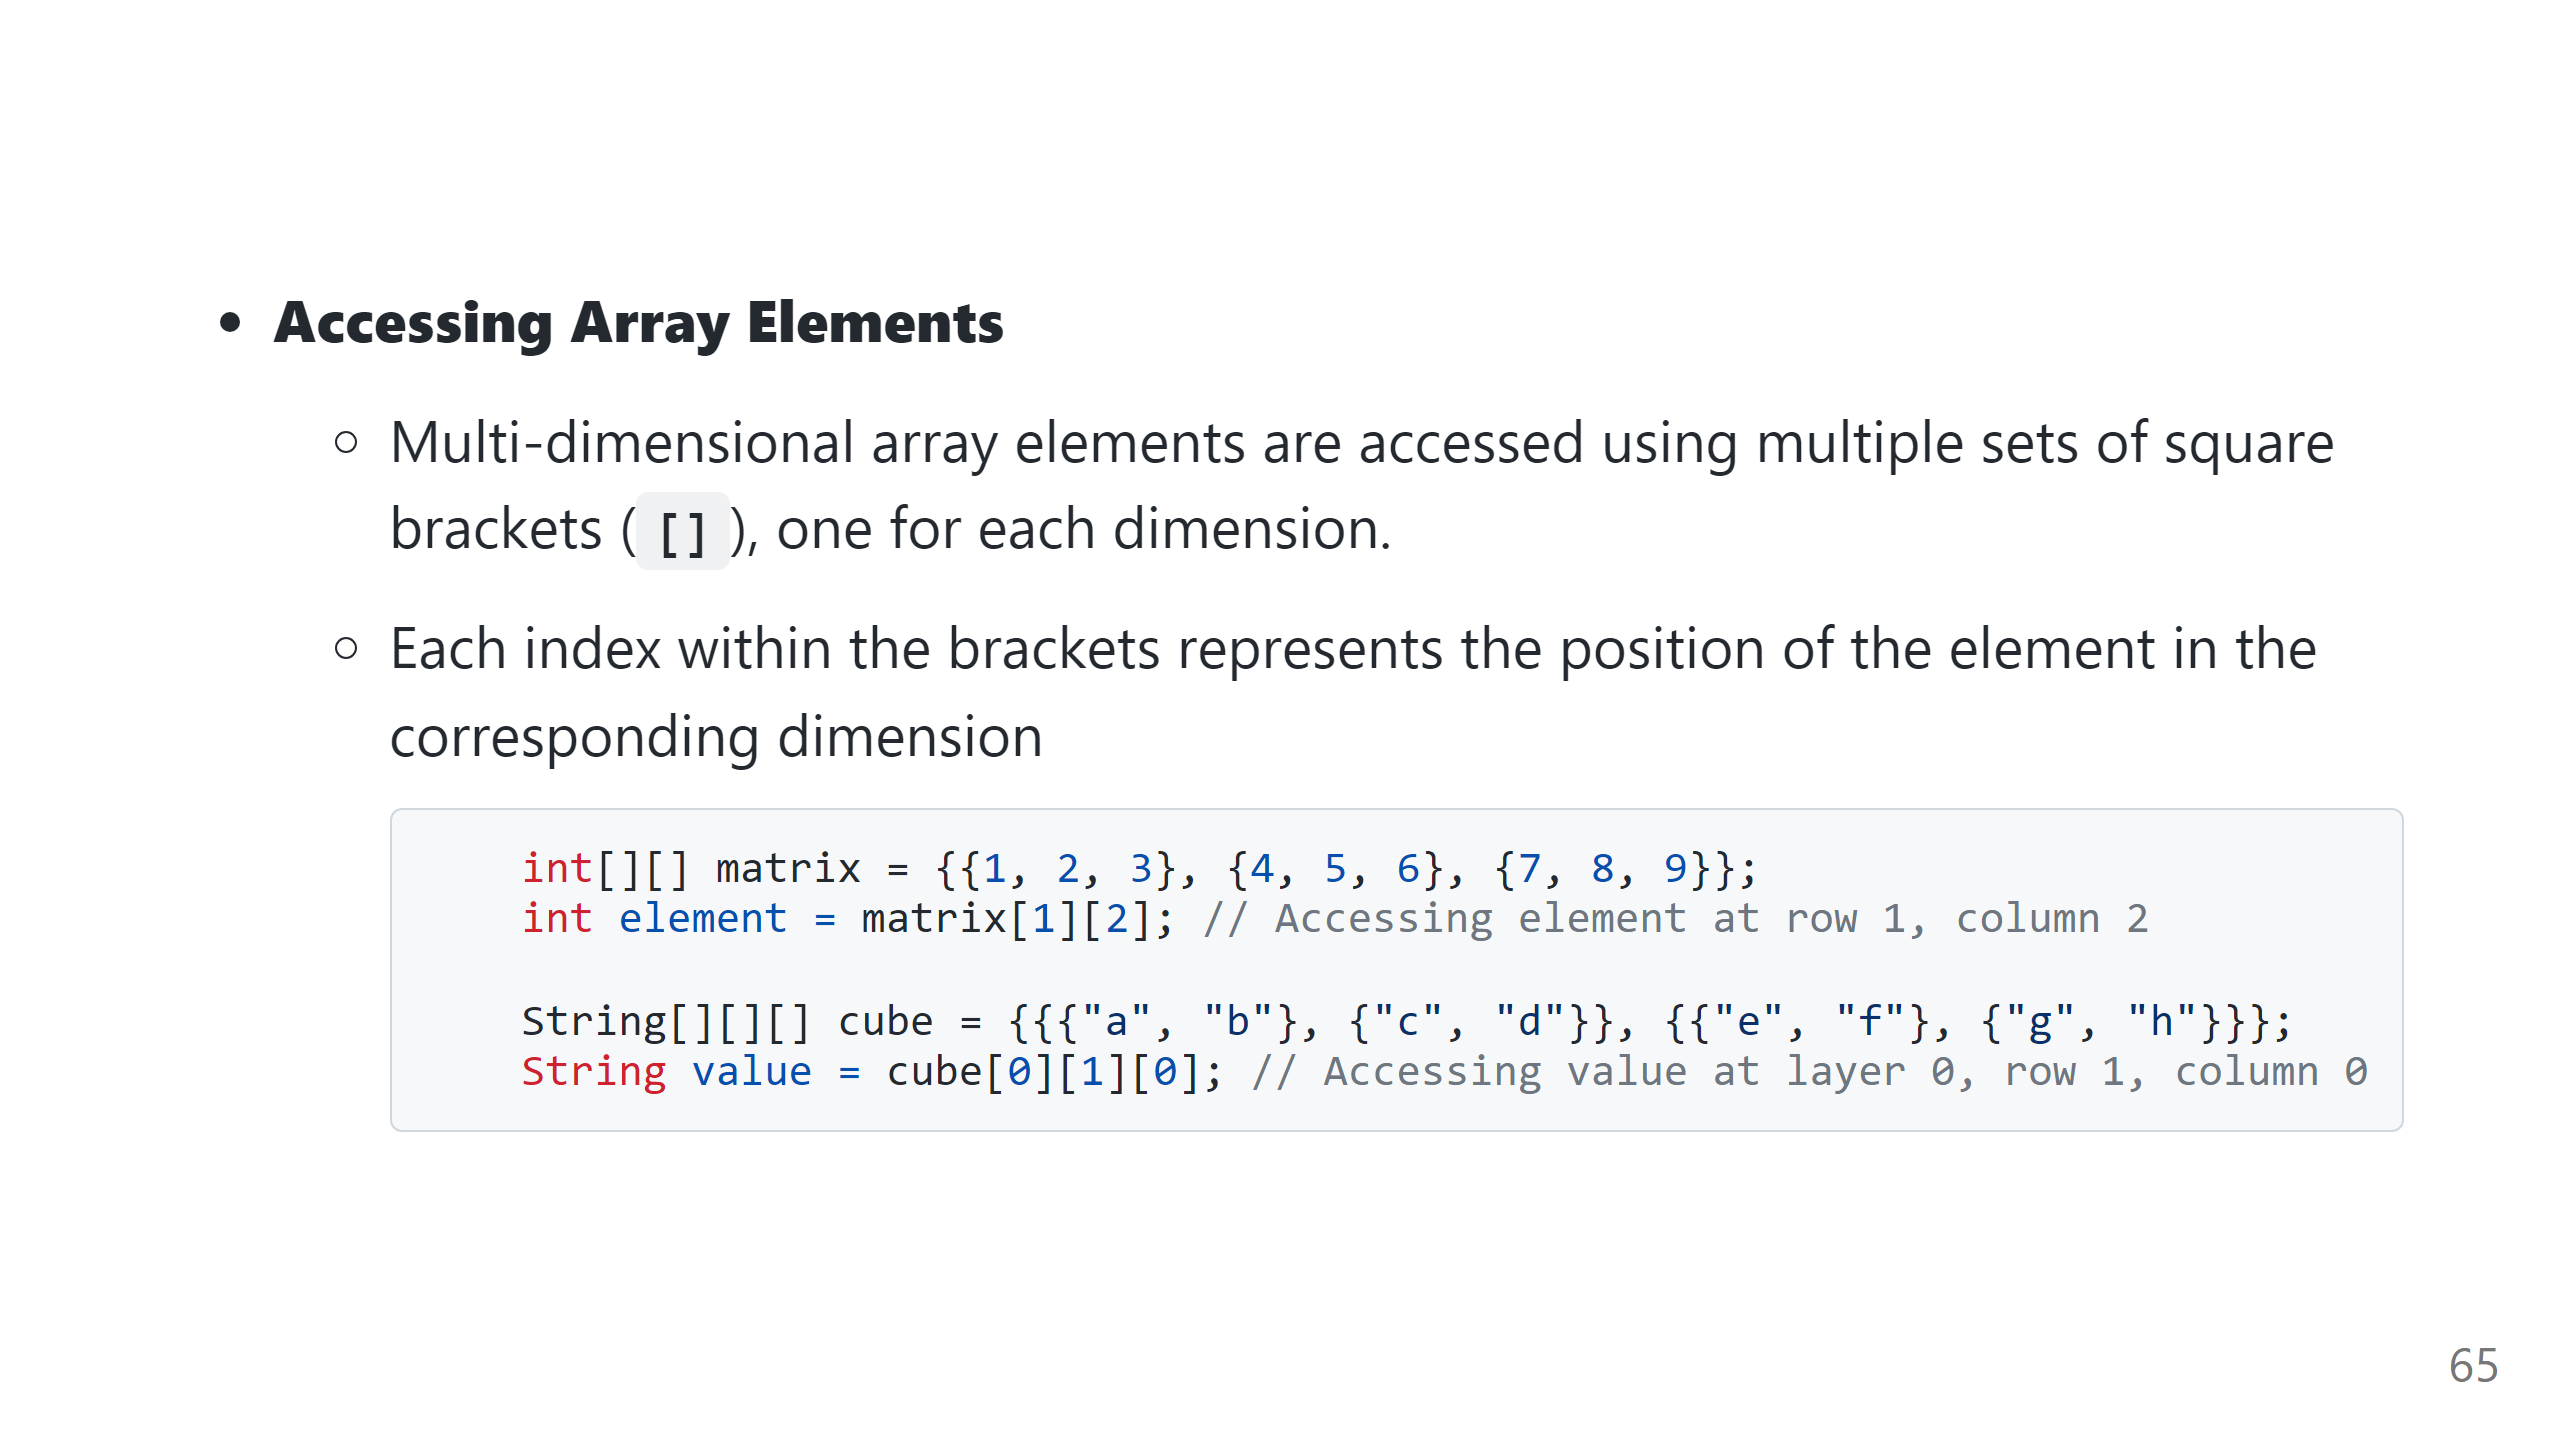 • Accessing Array Elements
○ Multi-dimensional array elements are accessed using multiple sets of square
brackets ( [] ), one for each dimension.
○ Each index within the brackets represents the position of the element in the
corresponding dimension
int[][] matrix = {{1, 2, 3}, {4, 5, 6}, {7, 8, 9}};
int element = matrix[1][2]; // Accessing element at row 1, column 2
String[][][] cube = {{{"a", "b"}, {"c", "d"}}, {{"e", "f"}, {"g", "h"}}};
String value = cube[0][1][0]; // Accessing value at layer 0, row 1, column 0
65